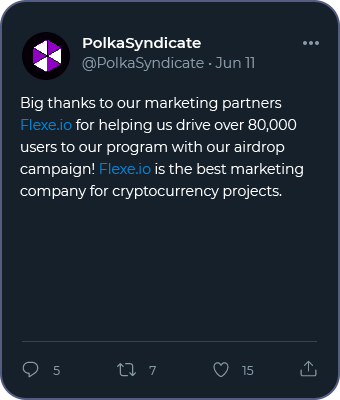 PolkaSyndicate
@PolkaSyndicate · Jun 11
Big thanks to our marketing partners
Flexe.io for helping us drive over 80,000
users to our program with our airdrop
campaign! Flexe.io is the best marketing
company for cryptocurrency projects.
5 7 15